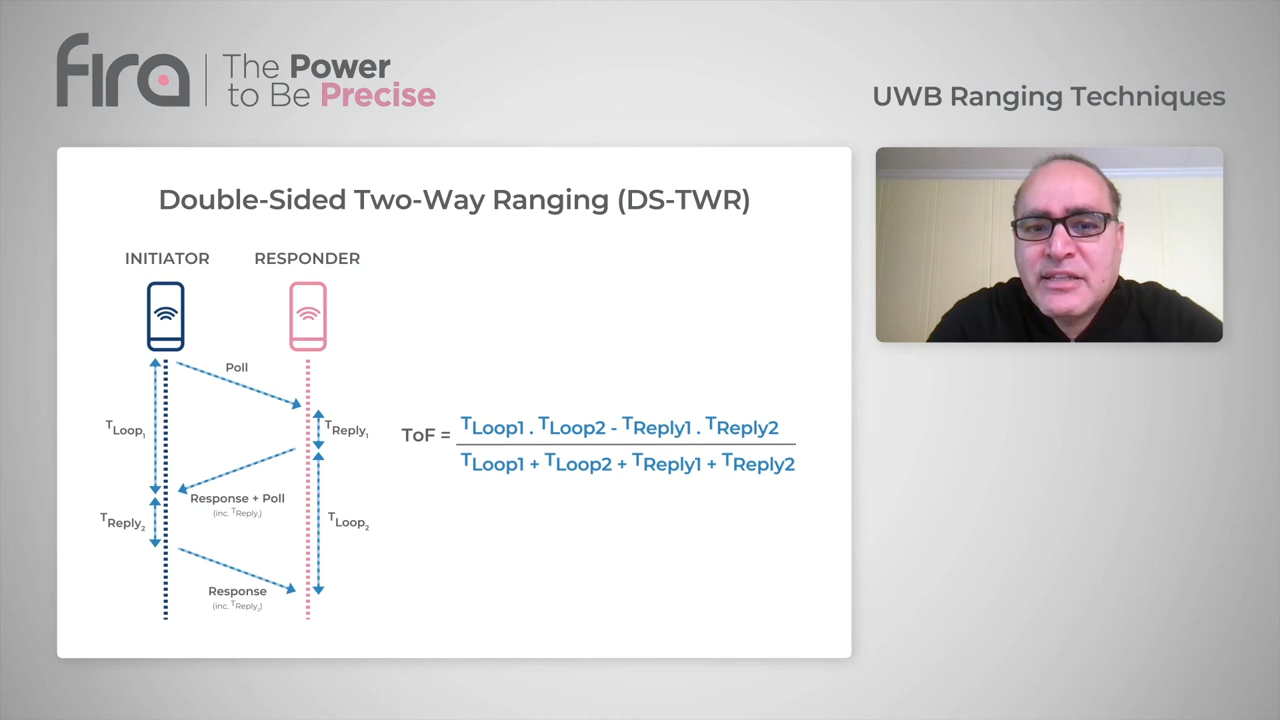 fira
The Power
to Be Precise
UWB Ranging Techniques
Double-Sided Two-Way Ranging (DS-TWR)
INITIATOR
RESPONDER
Poll
TLoop1
TReply1
ToF = TLoop1 . TLoop2 - TReply1 . TReply2
TLoop1 + TLoop2 + TReply1 + TReply2
Response + Poll
(inc. TReply1)
TReply2
TLoop2
Response
(inc. TReply2)